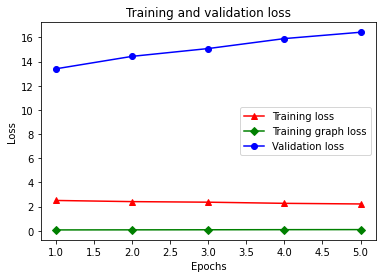 Training and validation loss
16
14
12
10
8
6
4
2
0
Loss
Training loss
Training graph loss
Validation loss
1.0 1.5 2.0 2.5 3.0 3.5 4.0 4.5 5.0
Epochs